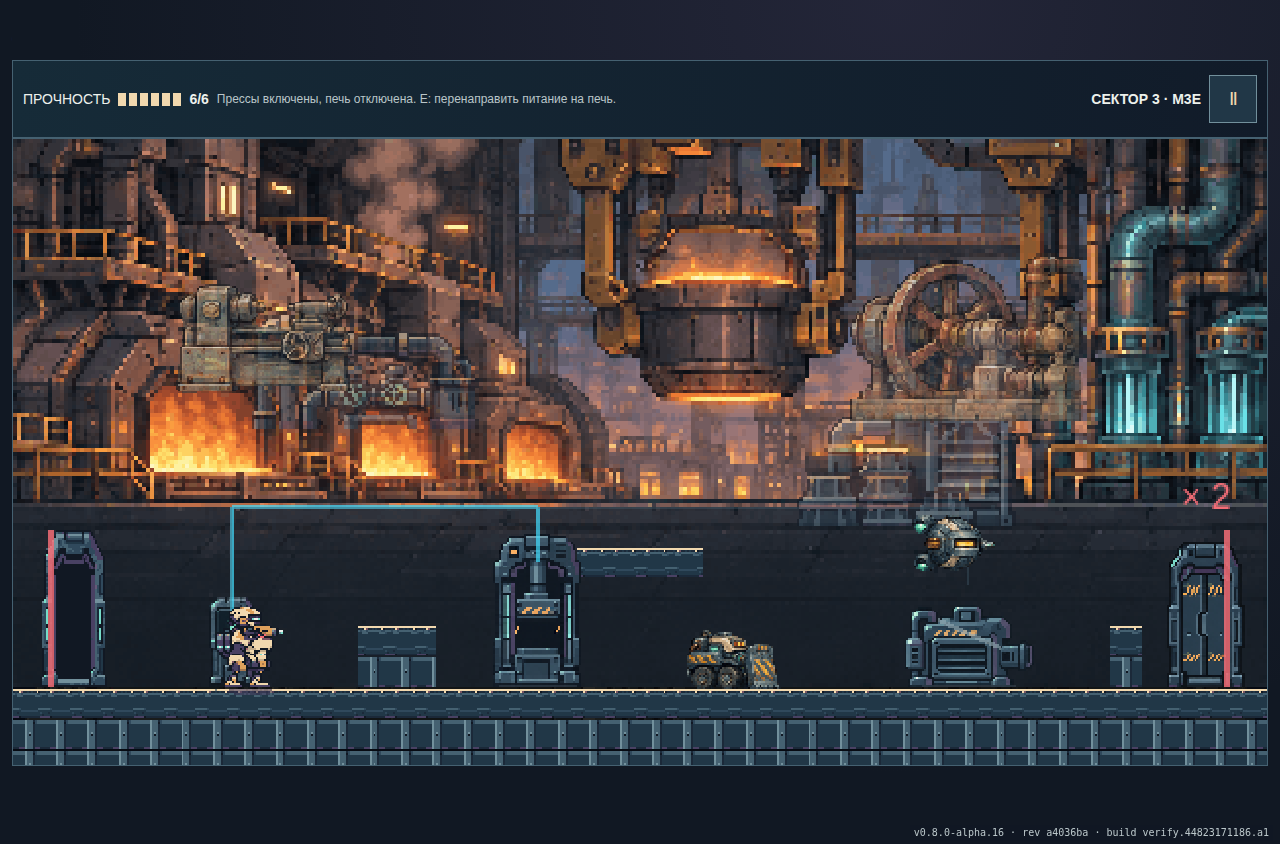 ПРОЧНОСТЬ 6/6 Прессы включены, печь отключена. E: перенаправить питание на печь. СЕКТОР 3 · МЗЕ II
× 2
v0.8.0-alpha.16 · rev a4036ba · build verify.44823171186.a1